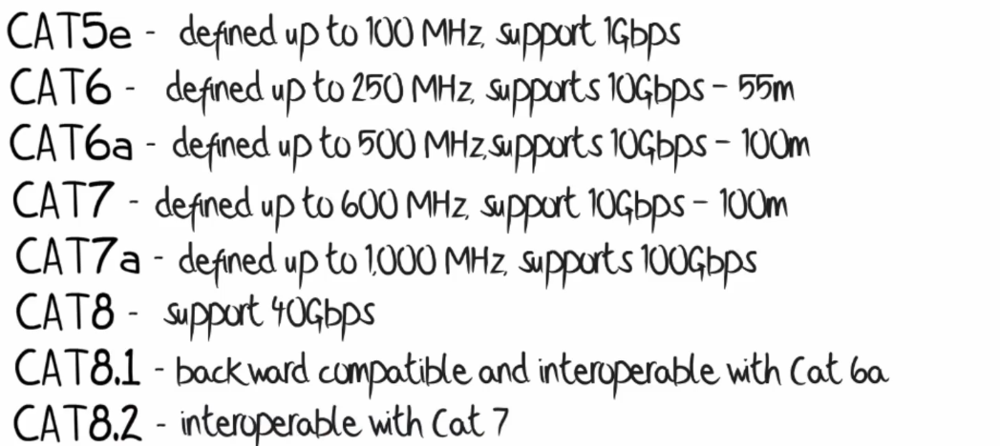 CAT5e - defined up to 100 MHz, support 1Gbps
CAT6 - defined up to 250 MHz, supports 10Gbps - 55m
CAT6a - defined up to 500 MHz,supports 10Gbps - 100m
CAT7 - defined up to 600 MHz, support 10Gbps - 100m
CAT7a - defined up to 1,000 MHz, supports 100Gbps
CAT8 - support 40Gbps
CAT8.1 - backward compatible and interoperable with Cat 6a
CAT8.2 - interoperable with Cat 7